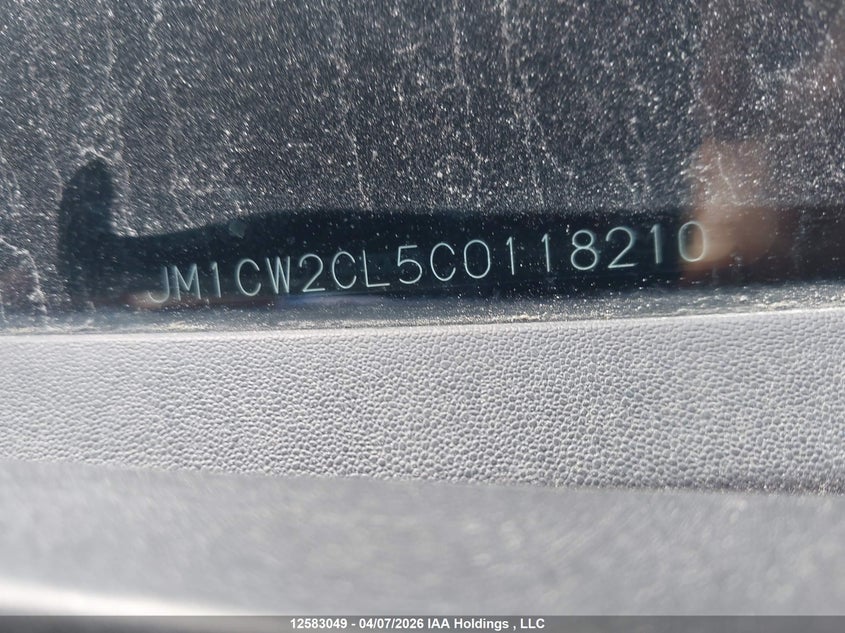 JM1CW2CL5C0118210
12583049 - 04/07/2026 IAA Holdings , LLC